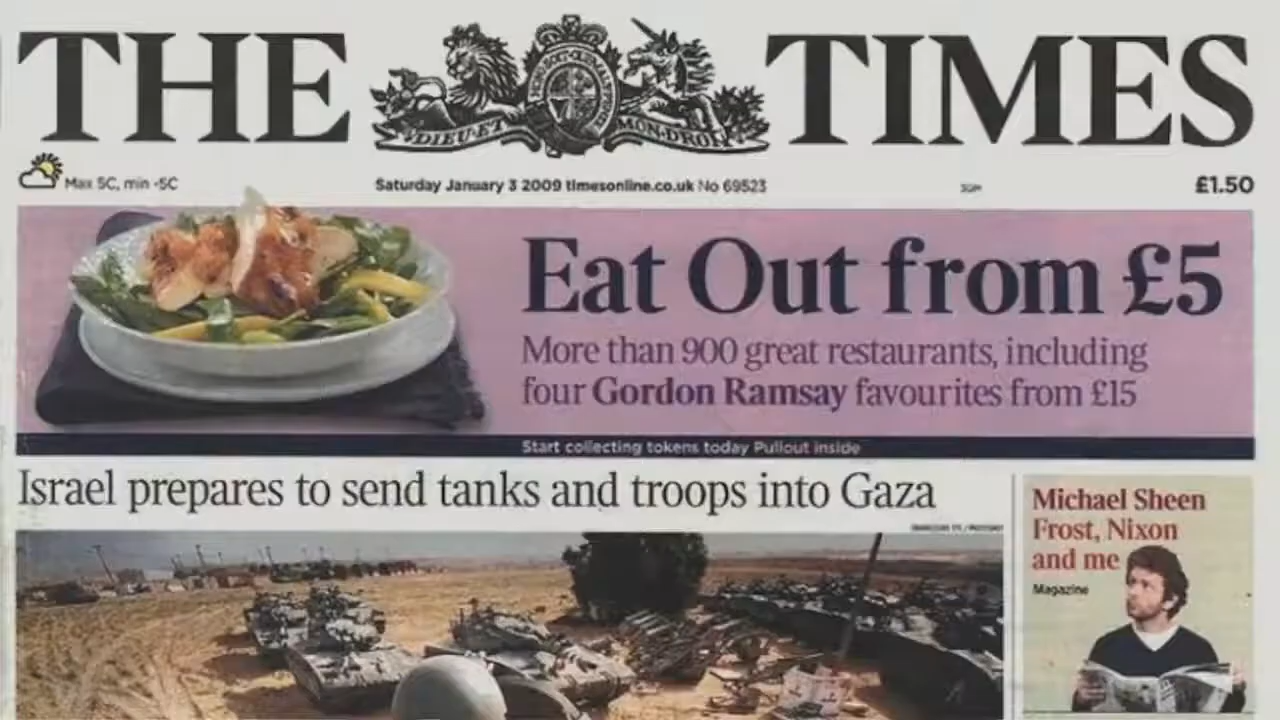 THE TIMES
DIEU·ET MON·DROIT
Max 5C, min -5C
Saturday January 3 2009 timesonline.co.uk No 69523
£1.50
Eat Out from £5
More than 900 great restaurants, including
four Gordon Ramsay favourites from £15
Start collecting tokens today Pullout inside
Israel prepares to send tanks and troops into Gaza
Michael Sheen
Frost, Nixon
and me
Magazine